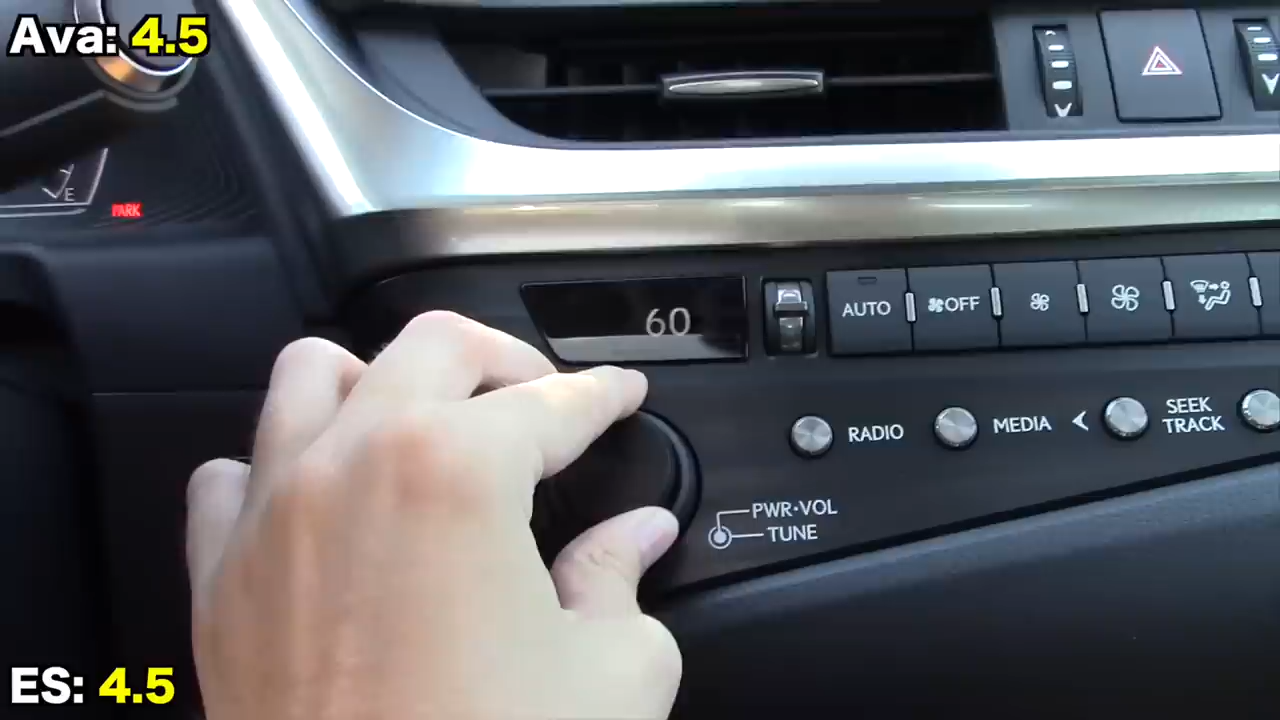 Ava: 4.5
E
PARK
60
AUTO
OFF
RADIO
MEDIA
SEEK
TRACK
PWR·VOL
TUNE
ES: 4.5